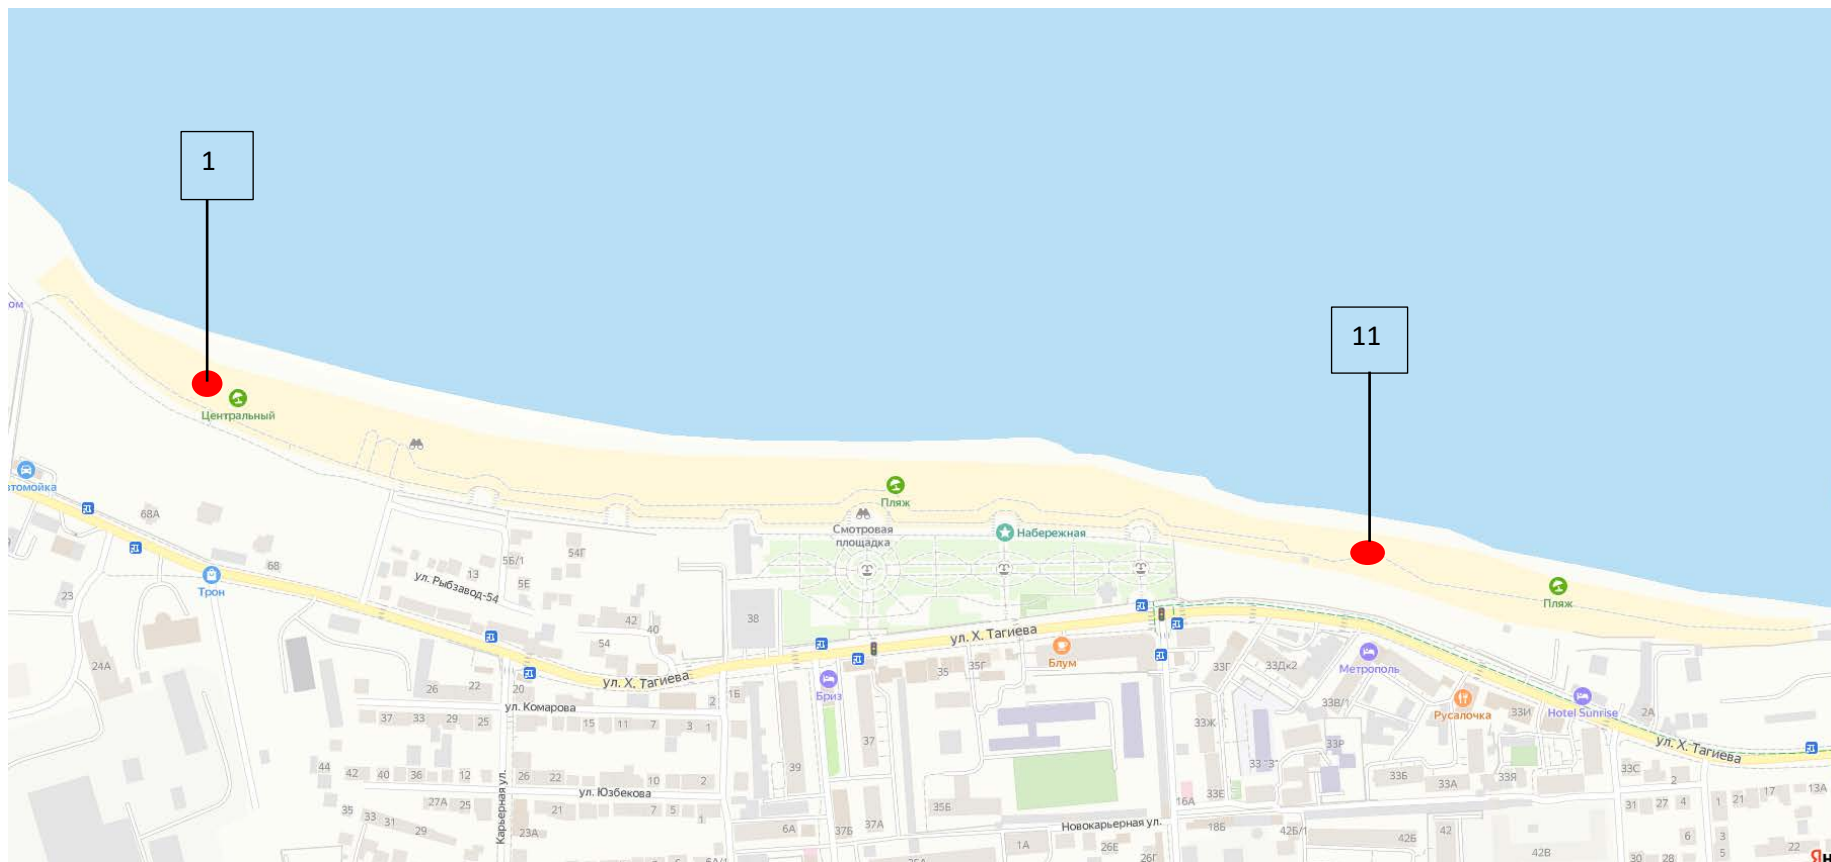 1
11
ом
Центральный
Пляж
Смотровая
площадка
Набережная
Пляж
втомойка
68А
68
Трон
23
24А
13
5Б/1
5Е
54Г
ул. Рыбзавод-54
42
40
54
38
ул. Х. Тагиева
ул. Х. Тагиева
Блум
35Г
35
33Г
33Дк2
Метрополь
Бриз
1Б
2
26
22
20
ул. Комарова
37
33
29
25
15
11
7
3
1
37
33Ж
33В/1
Русалочка
33И
Hotel Sunrise
2А
ул. Х. Тагиева
33Р
44
42
40
36
12
26
22
10
2
39
33Б
33А
33Я
33С
2
ул. Юзбекова
Карьерная ул.
27А
25
35
33
31
29
23А
21
7
5
1
6А
37Б
37А
35Б
16А
33Е
Новокарьерная ул.
18Б
42Б/1
42Б
42
31
27
4
1
21
17
13А
1А
26Е
26Г
42В
6
3
5
30
28
22
Ян